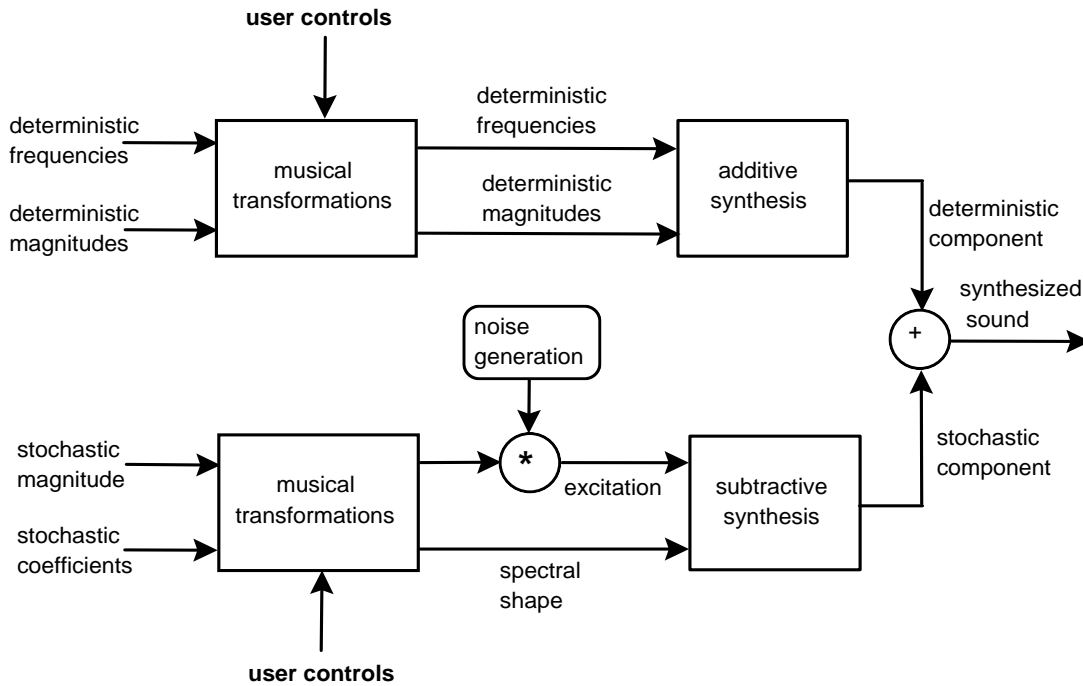 user controls
deterministic
frequencies
deterministic
magnitudes
musical
transformations
deterministic
frequencies
deterministic
magnitudes
additive
synthesis
deterministic
component
+
synthesized
sound
noise
generation
stochastic
magnitude
stochastic
coefficients
musical
transformations
*
excitation
spectral
shape
subtractive
synthesis
stochastic
component
user controls